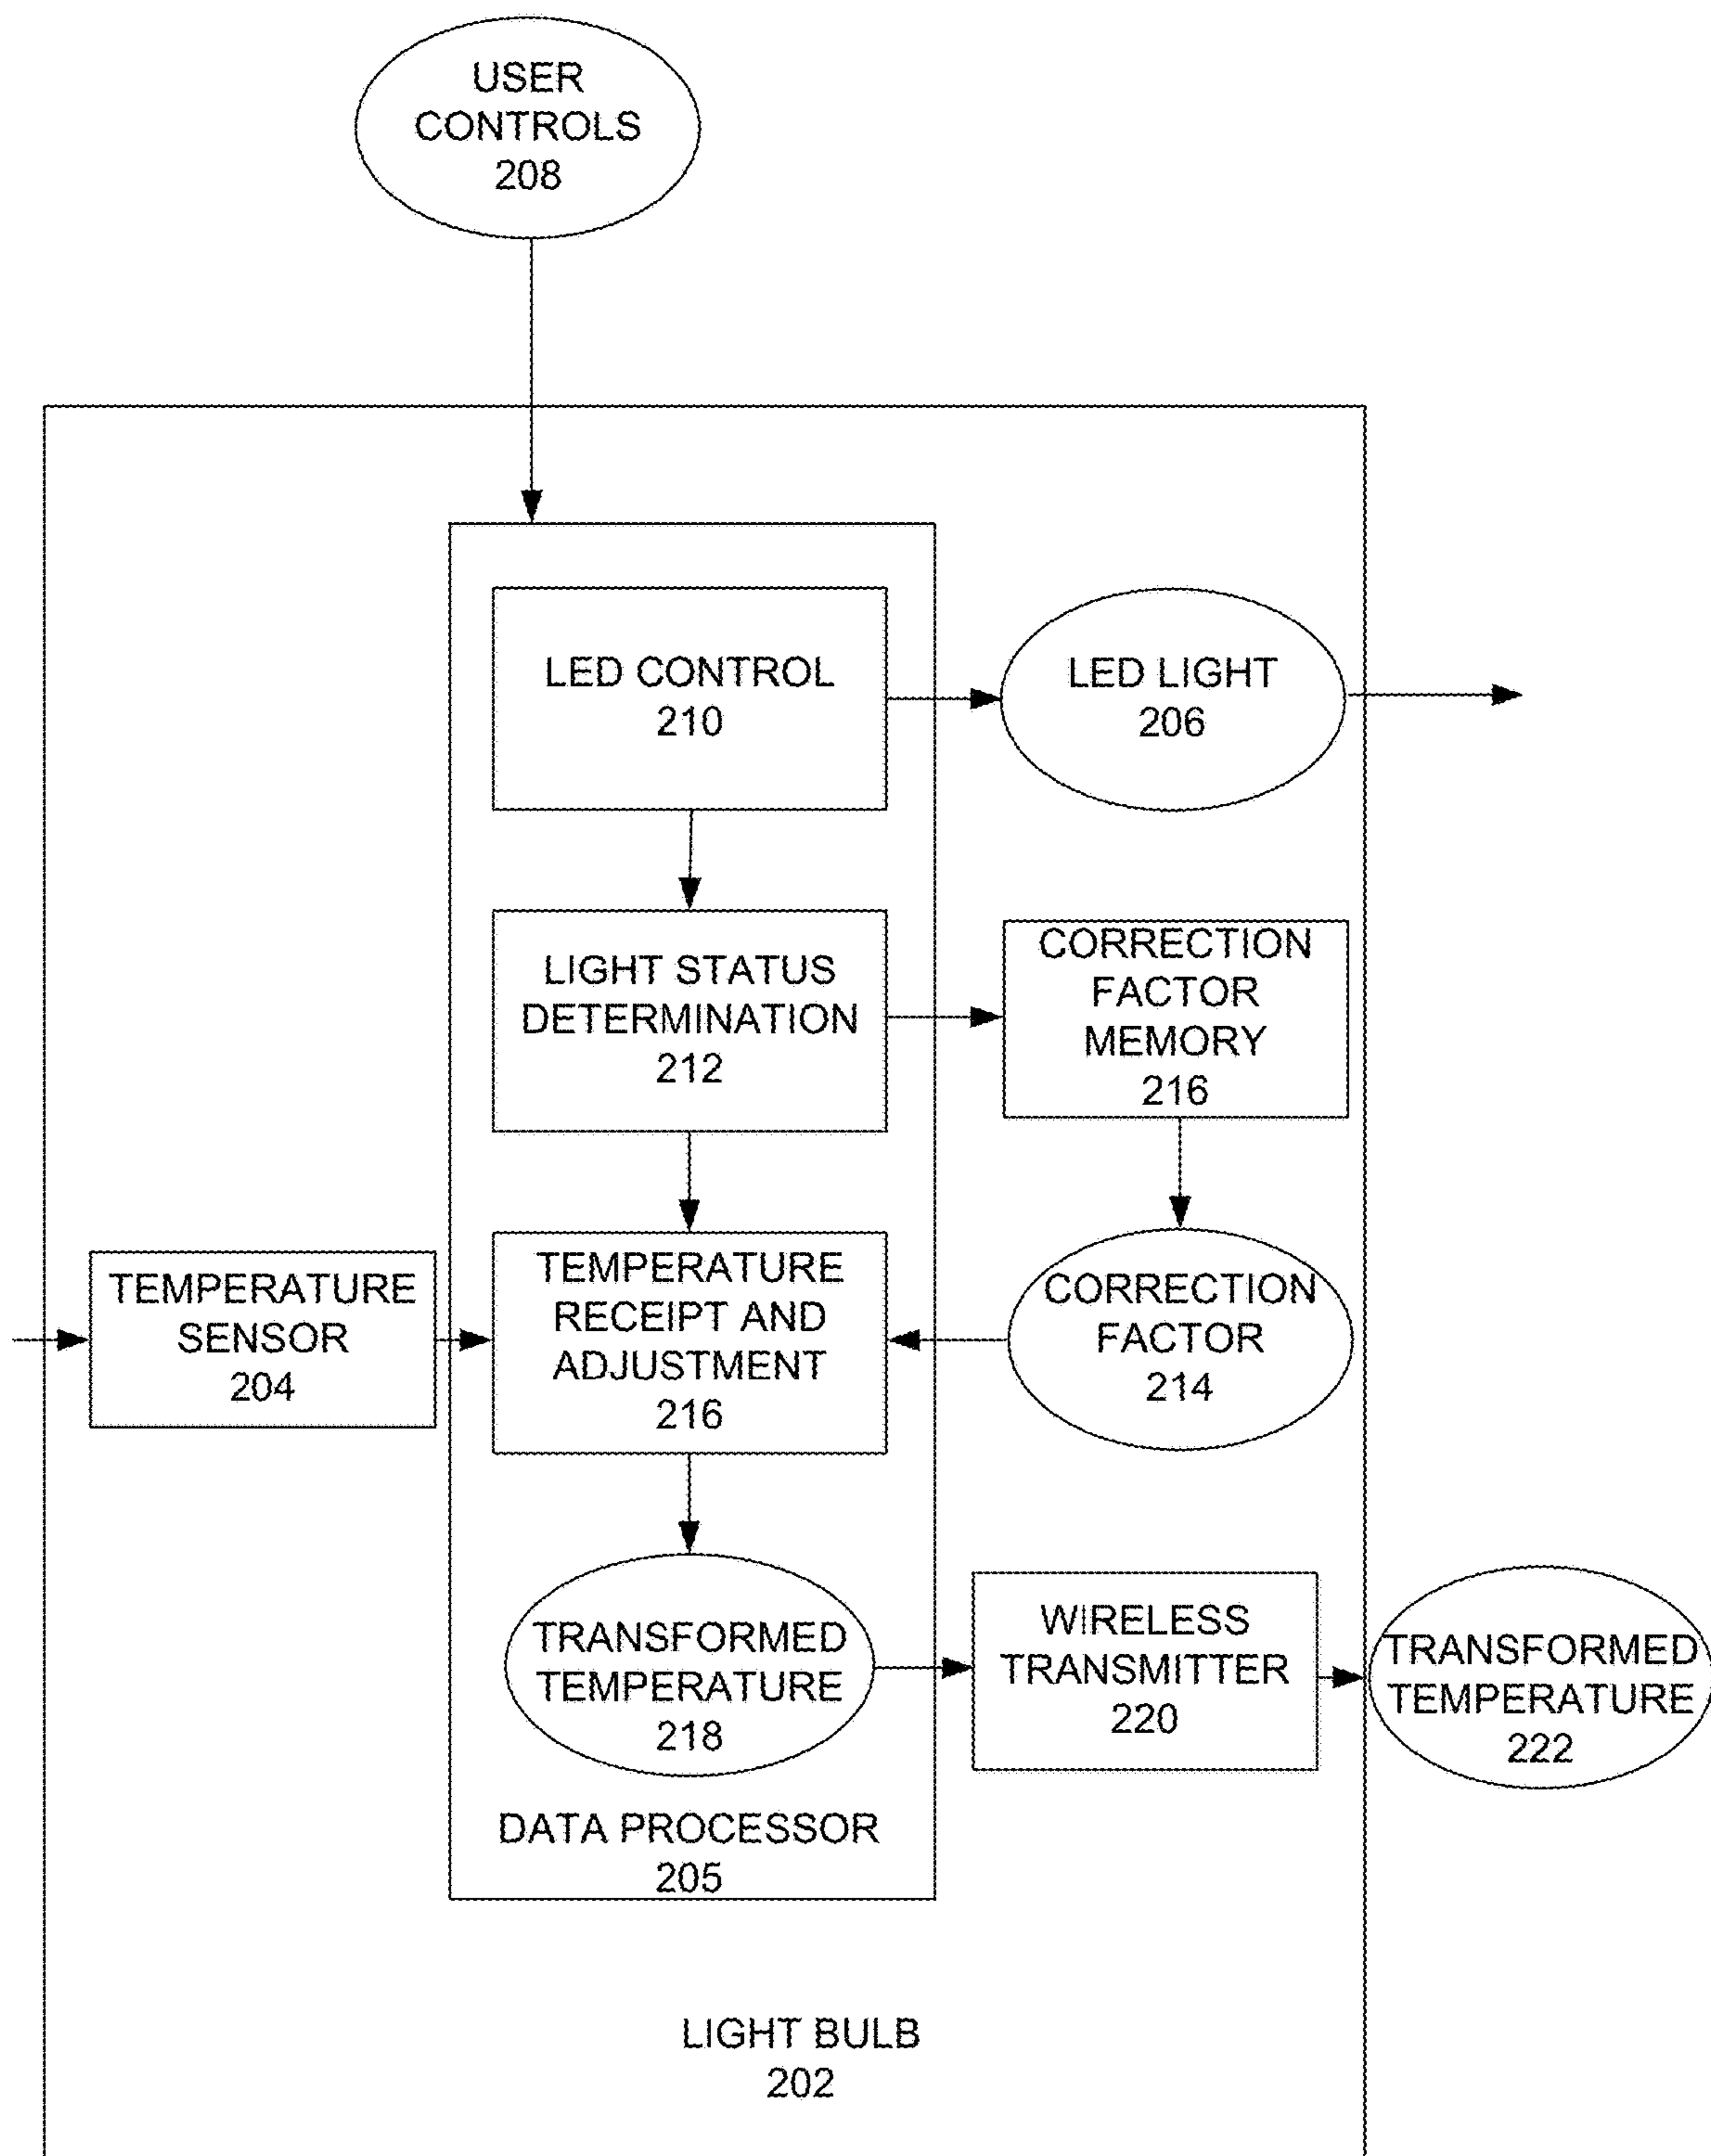 USER
CONTROLS
208
LED CONTROL
210
LED LIGHT
206
LIGHT STATUS
DETERMINATION
212
CORRECTION
FACTOR
MEMORY
216
TEMPERATURE
SENSOR
204
TEMPERATURE
RECEIPT AND
ADJUSTMENT
216
CORRECTION
FACTOR
214
TRANSFORMED
TEMPERATURE
218
WIRELESS
TRANSMITTER
220
TRANSFORMED
TEMPERATURE
222
DATA PROCESSOR
205
LIGHT BULB
202